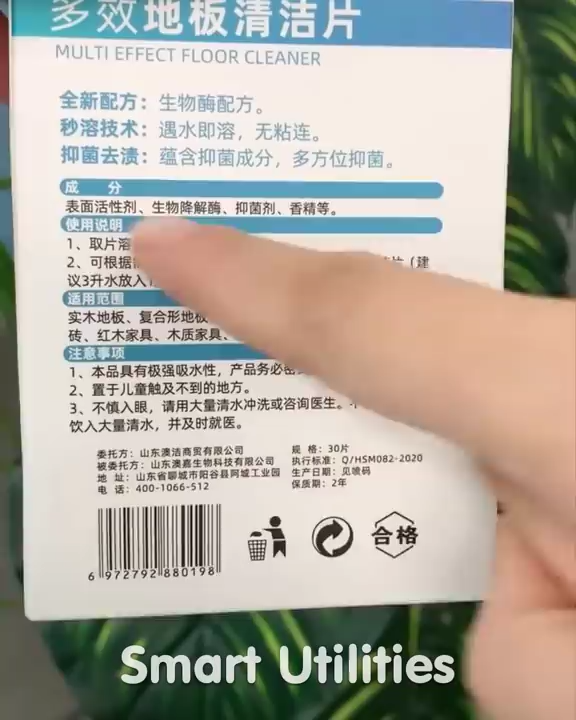 多效地板清洁片
MULTI EFFECT FLOOR CLEANER
全新配方：生物酶配方。
秒溶技术：遇水即溶，无粘连。
抑菌去渍：蕴含抑菌成分，多方位抑菌。
成 分
表面活性剂、生物降解酶、抑菌剂、香精等。
使用说明
1、取片溶
2、可根据 （建
议3升水放入
适用范围
实木地板、复合形地板
砖、红木家具、木质家具、
注意事项
1、本品具有极强吸水性，产品务必密
2、置于儿童触及不到的地方。
3、不慎入眼，请用大量清水冲洗或咨询医生。
饮入大量清水，并及时就医。
委托方：山东澳洁商贸有限公司
被委托方：山东澳嘉生物科技有限公司
地 址：山东省聊城市阳谷县阿城工业园
电 话：400-1066-512
规 格：30片
执行标准：Q/HSM082-2020
生产日期：见喷码
保质期：2年
6 972792 880198
合格
Smart Utilities